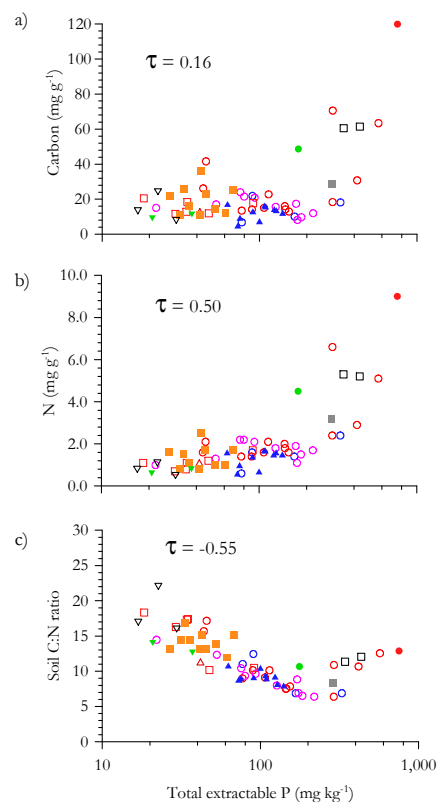 a)
120
100
80
60
40
20
0
Carbon (mg g⁻¹)
τ = 0.16
b)
10.0
8.0
6.0
4.0
2.0
0.0
N (mg g⁻¹)
τ = 0.50
c)
30
25
20
15
10
5
0
Soil C:N ratio
τ = -0.55
10 100 1,000
Total extractable P (mg kg⁻¹)